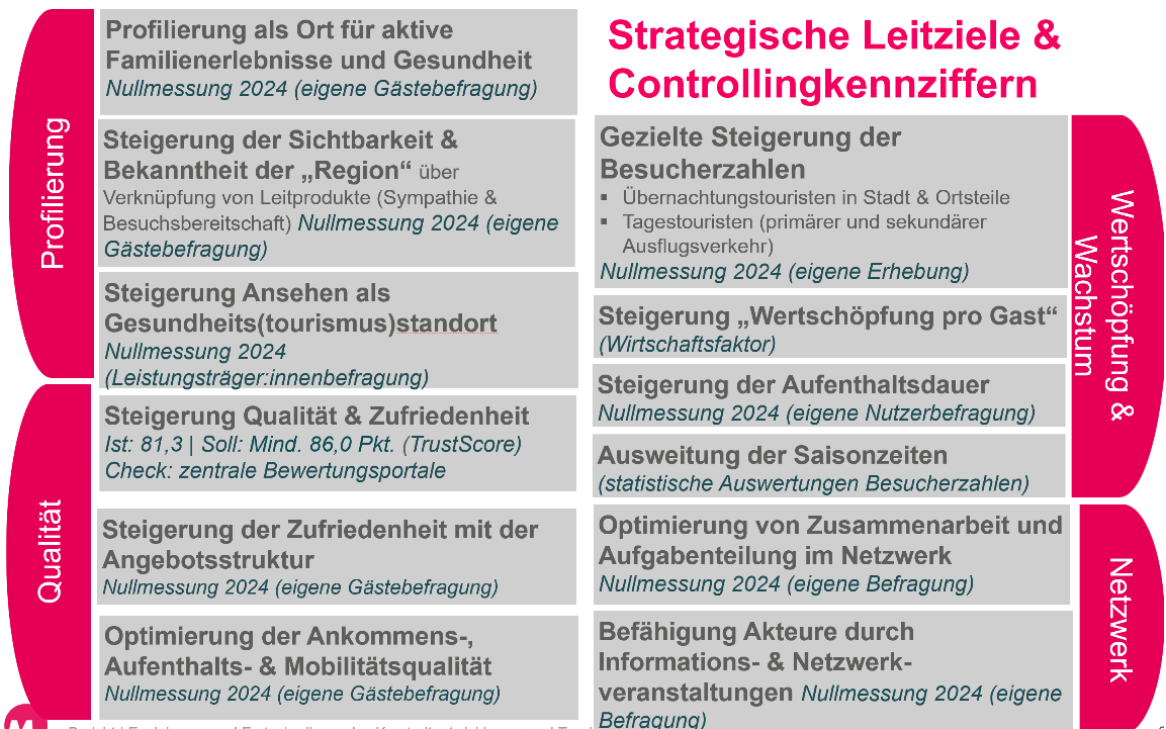 Strategische Leitziele &
Controllingkennziffern
Profilierung
Profilierung als Ort für aktive
Familienerlebnisse und Gesundheit
Nullmessung 2024 (eigene Gästebefragung)
Steigerung der Sichtbarkeit &
Bekanntheit der „Region“ über
Verknüpfung von Leitprodukte (Sympathie &
Besuchsbereitschaft) Nullmessung 2024 (eigene
Gästebefragung)
Steigerung Ansehen als
Gesundheits(tourismus)standort
Nullmessung 2024
(Leistungsträger:innenbefragung)
Qualität
Steigerung Qualität & Zufriedenheit
Ist: 81,3 | Soll: Mind. 86,0 Pkt. (TrustScore)
Check: zentrale Bewertungsportale
Steigerung der Zufriedenheit mit der
Angebotsstruktur
Nullmessung 2024 (eigene Gästebefragung)
Optimierung der Ankommens-,
Aufenthalts- & Mobilitätsqualität
Nullmessung 2024 (eigene Gästebefragung)
Wertschöpfung &
Wachstum
Gezielte Steigerung der
Besucherzahlen
▪ Übernachtungstouristen in Stadt & Ortsteile
▪ Tagestouristen (primärer und sekundärer
Ausflugsverkehr)
Nullmessung 2024 (eigene Erhebung)
Steigerung „Wertschöpfung pro Gast“
(Wirtschaftsfaktor)
Steigerung der Aufenthaltsdauer
Nullmessung 2024 (eigene Nutzerbefragung)
Ausweitung der Saisonzeiten
(statistische Auswertungen Besucherzahlen)
Netzwerk
Optimierung von Zusammenarbeit und
Aufgabenteilung im Netzwerk
Nullmessung 2024 (eigene Befragung)
Befähigung Akteure durch
Informations- & Netzwerk-
veranstaltungen Nullmessung 2024 (eigene
Befragung)